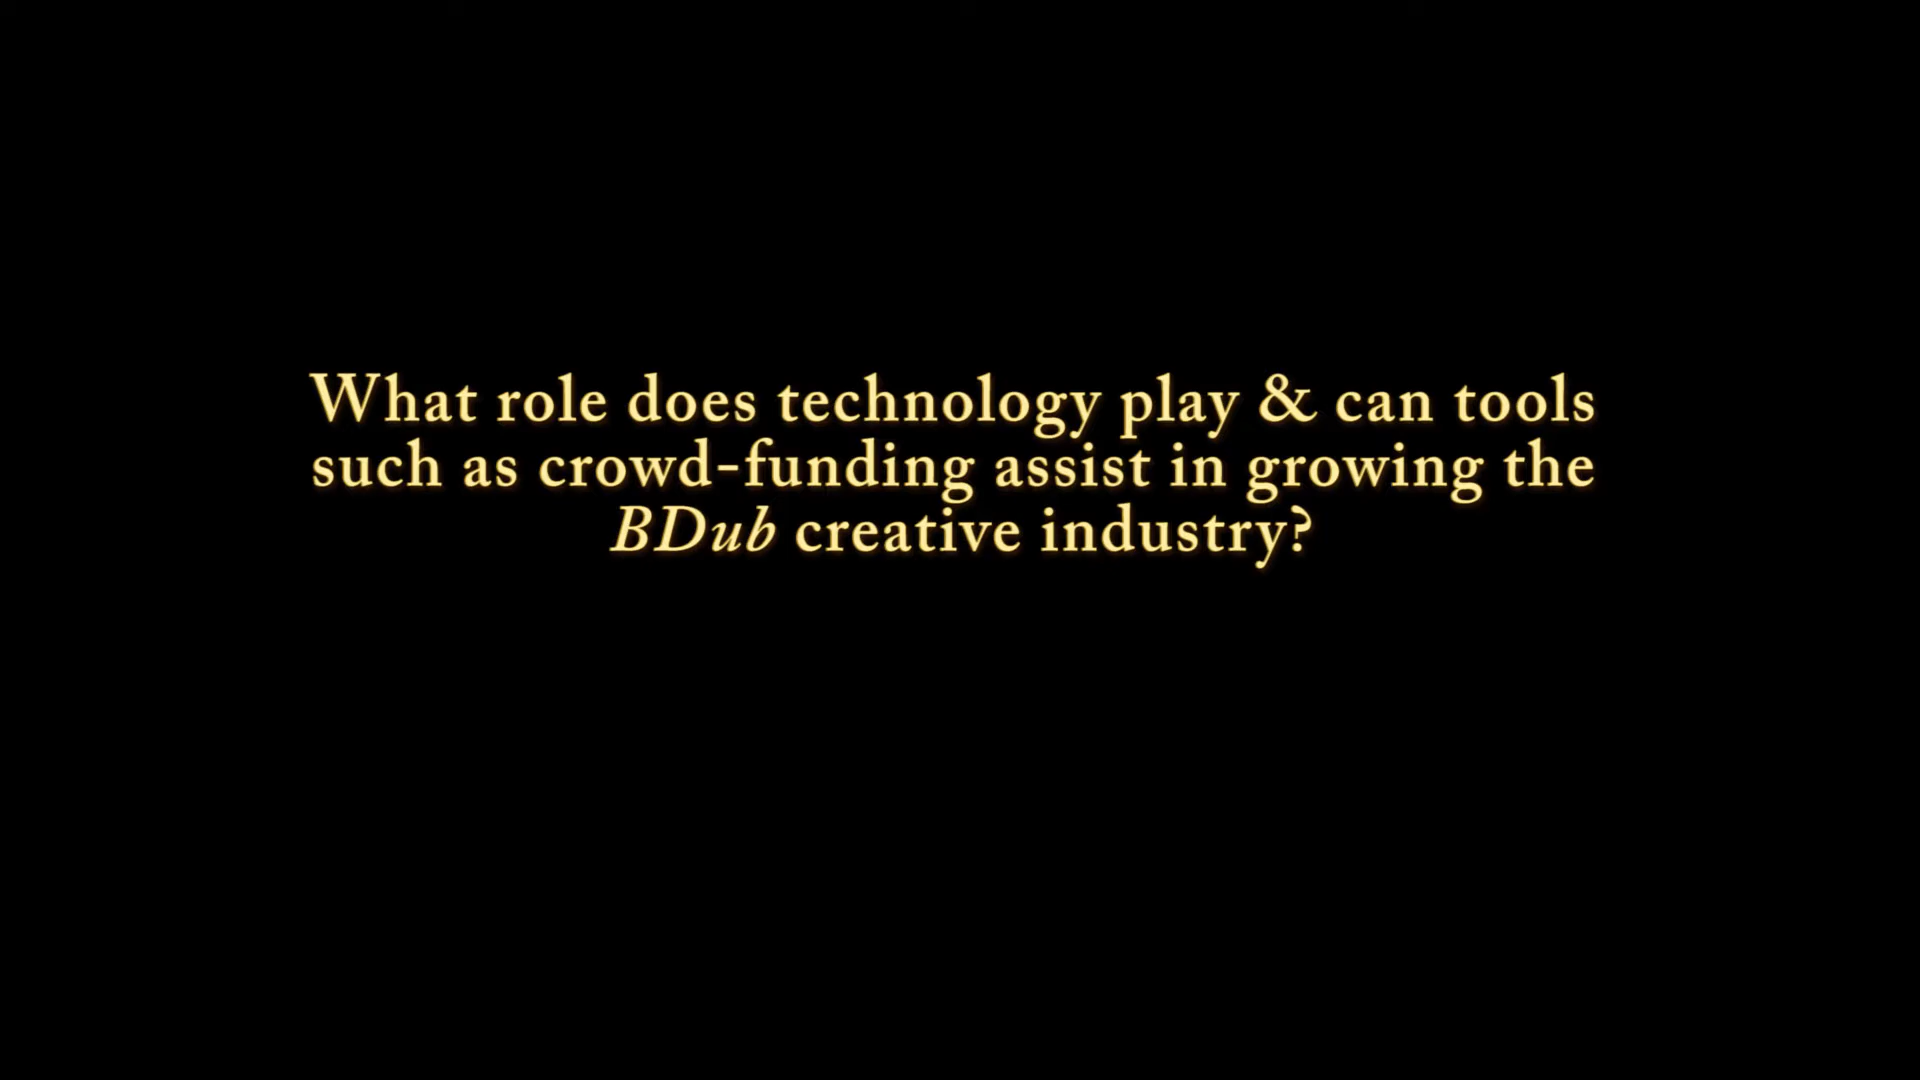 What role does technology play & can tools
such as crowd-funding assist in growing the
BDub creative industry?